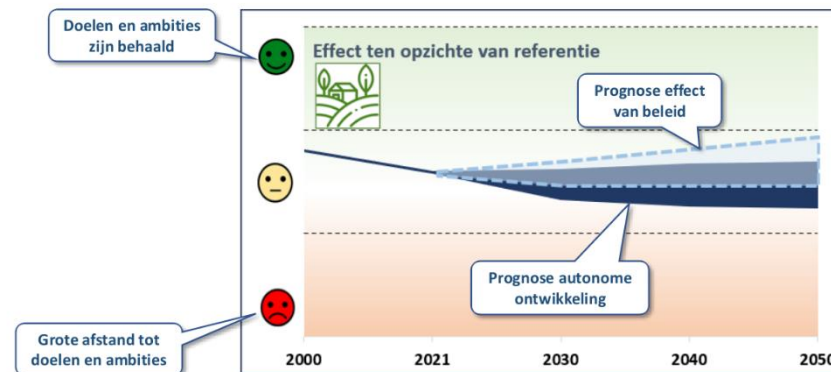 Doelen en ambities
zijn behaald
Effect ten opzichte van referentie
Prognose effect
van beleid
Prognose autonome
ontwikkeling
Grote afstand tot
doelen en ambities
2000
2021
2030
2040
2050